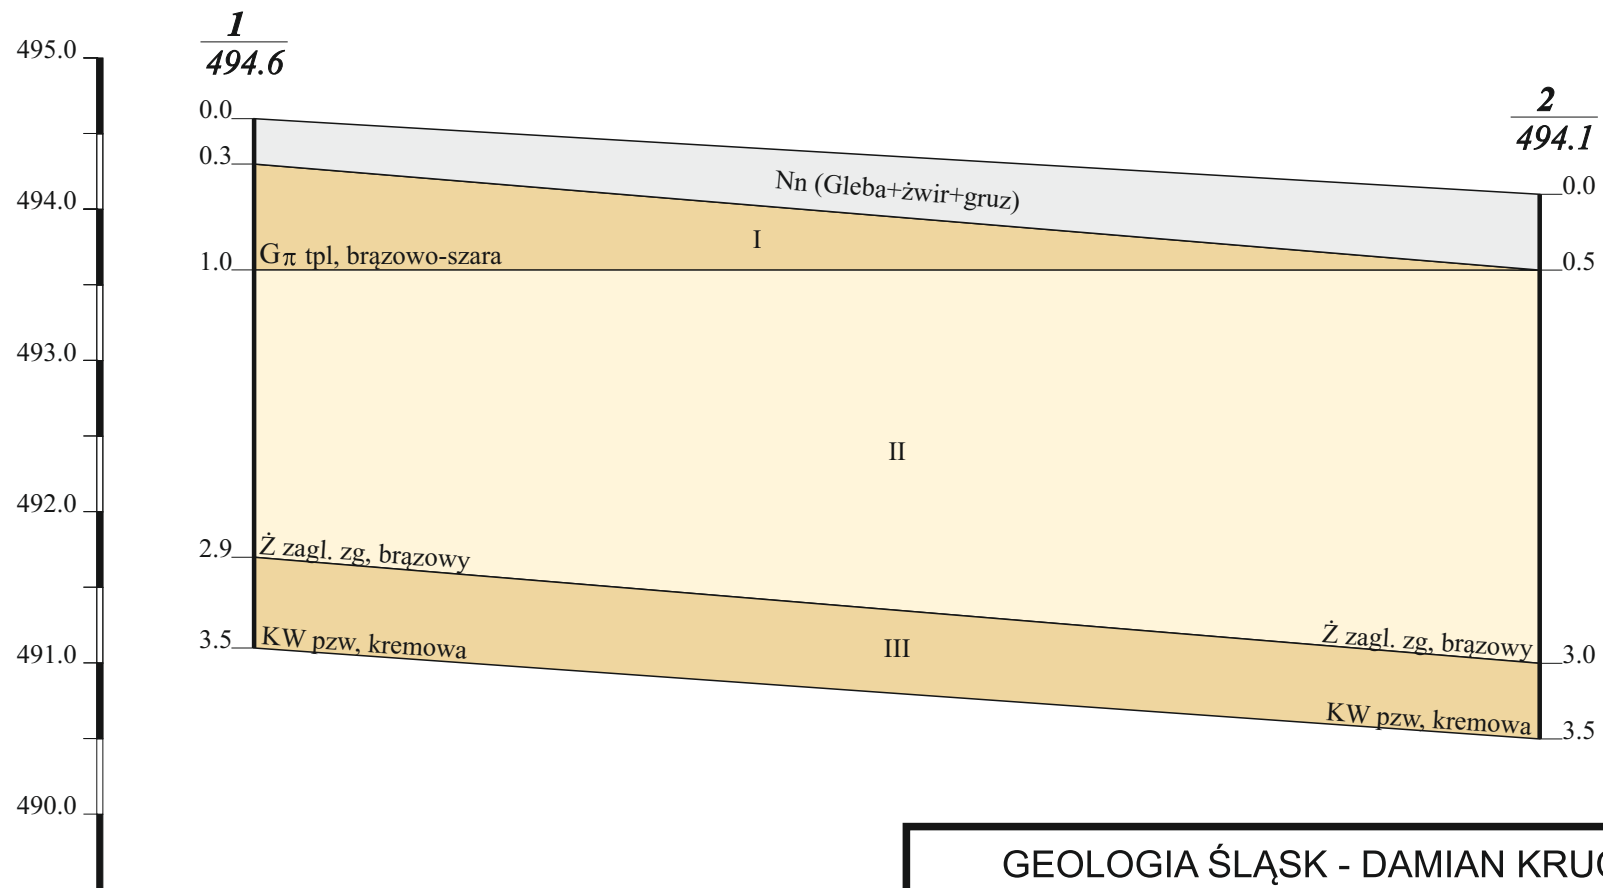 1
494.6
495.0
494.0
493.0
492.0
491.0
490.0
0.0
0.3
1.0
2.9
3.5
Nn (Gleba+żwir+gruz)
I
Gπ tpl, brązowo-szara
II
Ż zagl. zg, brązowy
KW pzw, kremowa
III
2
494.1
0.0
0.5
3.0
3.5
Ż zagl. zg, brązowy
KW pzw, kremowa
GEOLOGIA ŚLĄSK - DAMIAN